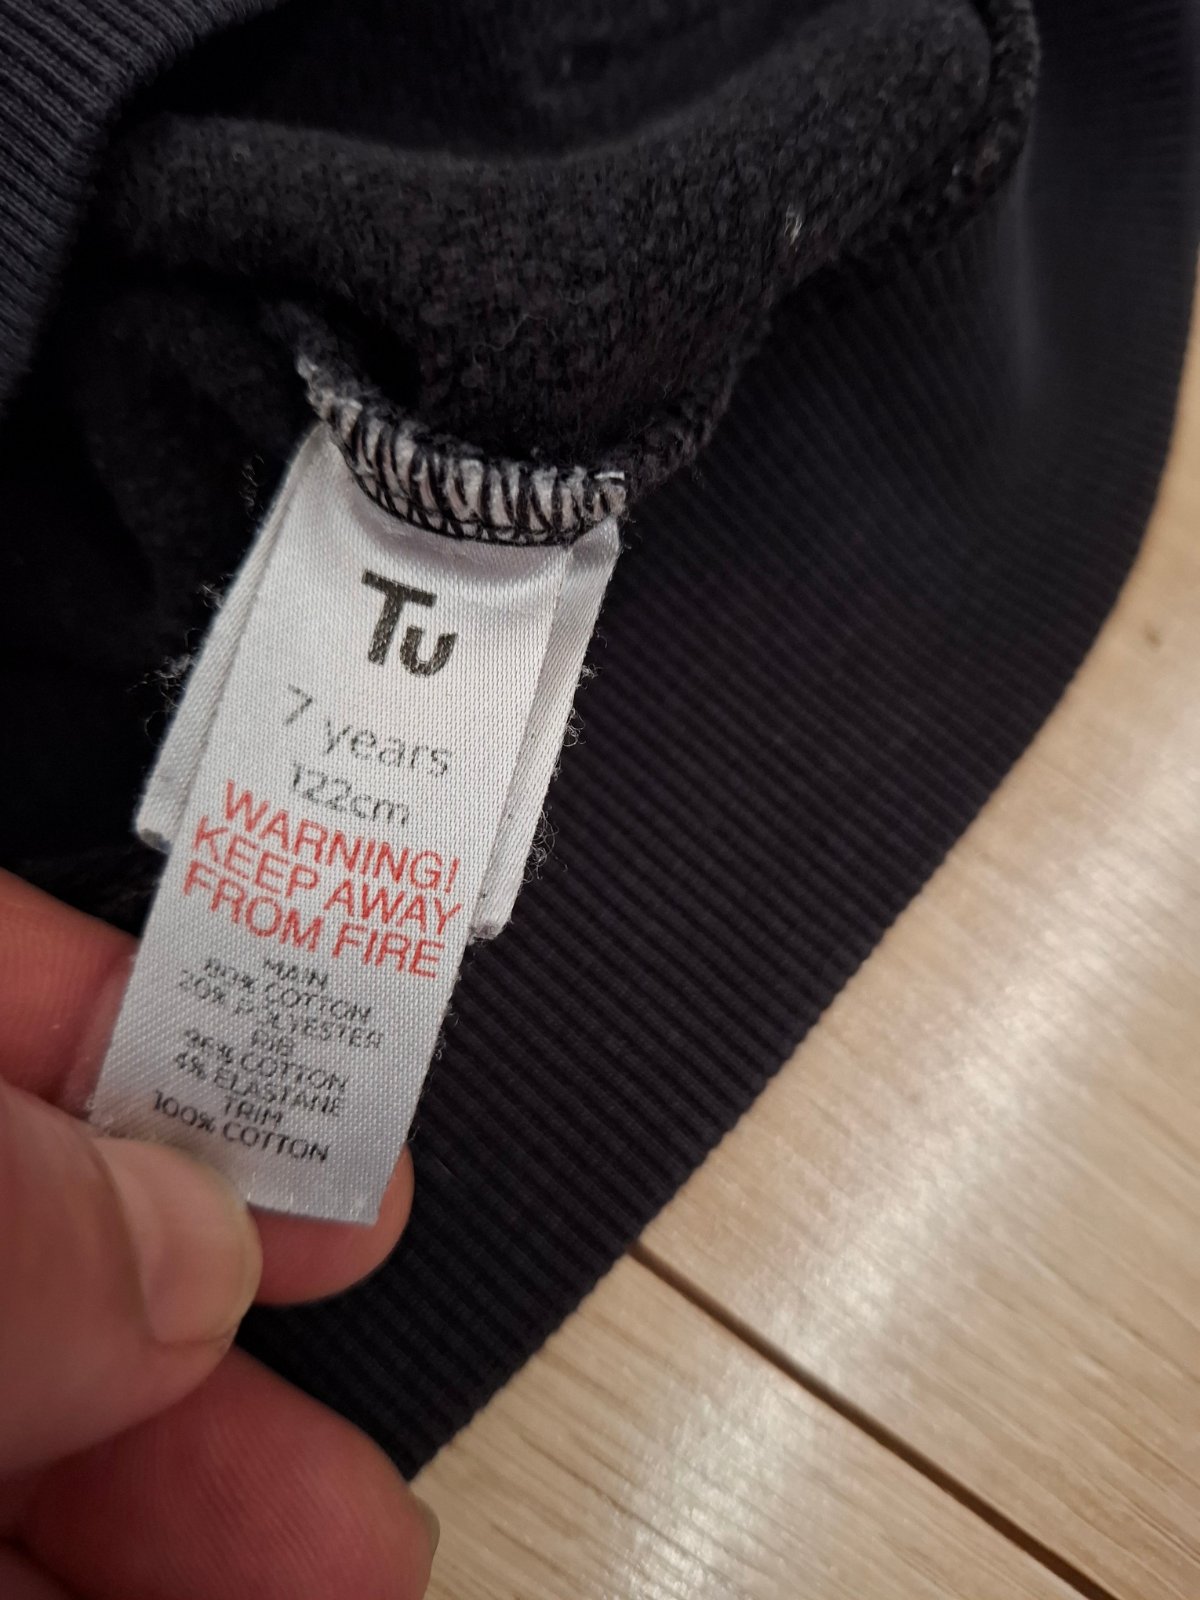 Tu
7 years
122cm
WARNING!
KEEP AWAY
FROM FIRE
MAIN
80% COTTON
20% POLYESTER
RIB
96% COTTON
4% ELASTANE
TRIM
100% COTTON